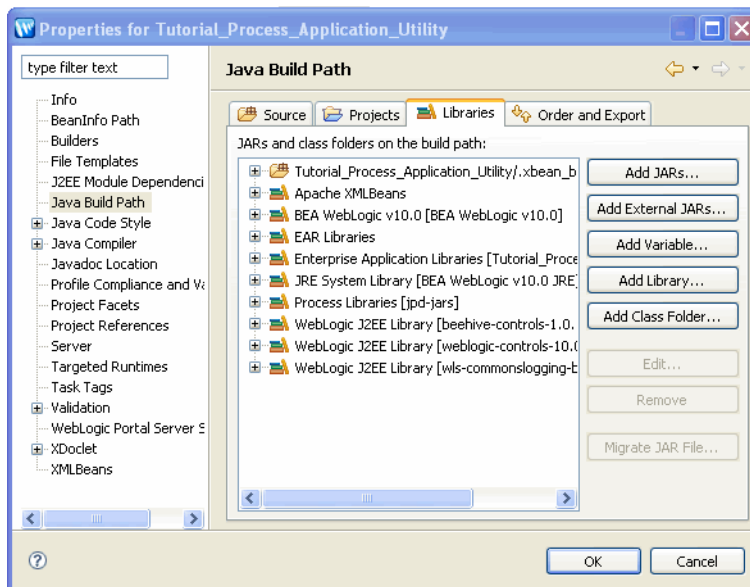 Properties for Tutorial_Process_Application_Utility
type filter text
Info
BeanInfo Path
Builders
File Templates
J2EE Module Dependenci
Java Build Path
Java Code Style
Java Compiler
Javadoc Location
Profile Compliance and Va
Project Facets
Project References
Server
Targeted Runtimes
Task Tags
Validation
WebLogic Portal Server S
XDoclet
XMLBeans
Java Build Path
Source
Projects
Libraries
Order and Export
JARs and class folders on the build path:
Tutorial_Process_Application_Utility/.xbean_b
Apache XMLBeans
BEA WebLogic v10.0 [BEA WebLogic v10.0]
EAR Libraries
Enterprise Application Libraries [Tutorial_Proce
JRE System Library [BEA WebLogic v10.0 JRE]
Process Libraries [jpd-jars]
WebLogic J2EE Library [beehive-controls-1.0.
WebLogic J2EE Library [weblogic-controls-10.0
WebLogic J2EE Library [wls-commonslogging-b
Add JARs...
Add External JARs...
Add Variable...
Add Library...
Add Class Folder...
Edit...
Remove
Migrate JAR File...
OK
Cancel